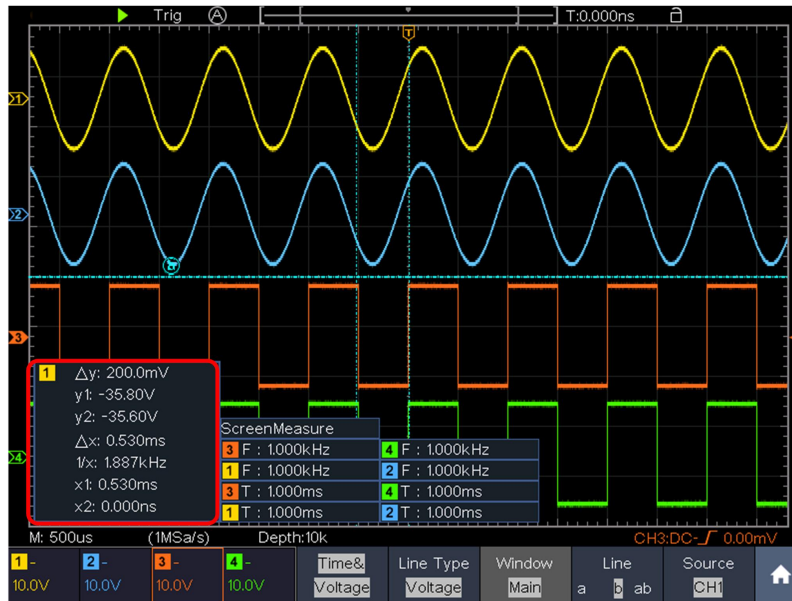 Trig A T:0.000ns
T
1
2
3
4
1 Δy: 200.0mV
y1: -35.80V
y2: -35.60V
Δx: 0.530ms
1/x: 1.887kHz
x1: 0.530ms
x2: 0.000ns
ScreenMeasure
3 F : 1.000kHz 4 F : 1.000kHz
1 F : 1.000kHz 2 F : 1.000kHz
3 T : 1.000ms 4 T : 1.000ms
1 T : 1.000ms 2 T : 1.000ms
M: 500us (1MSa/s) Depth:10k CH3:DC- 0.00mV
1 - 2 - 3 - 4 - Time& Line Type Window Line Source
10.0V 10.0V 10.0V 10.0V Voltage Voltage Main a b ab CH1